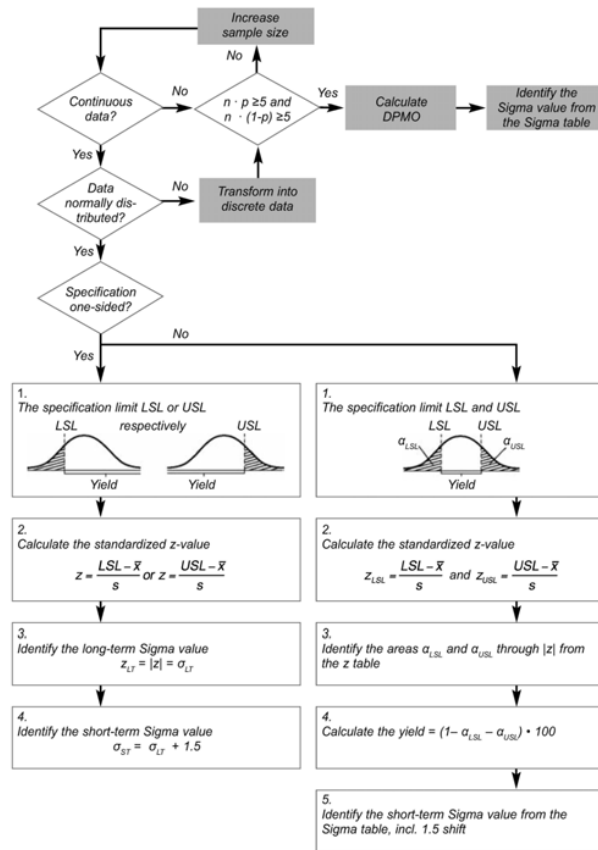 Increase
sample size
No
Continuous
data?
No
n · p ≥5 and
n · (1-p) ≥5
Yes
Calculate
DPMO
Identify the
Sigma value from
the Sigma table
Yes
Data
normally dis-
tributed?
No
Transform into
discrete data
Yes
Specification
one-sided?
No
Yes
1.
The specification limit LSL or USL
LSL respectively USL
Yield Yield
2.
Calculate the standardized z-value
z = (LSL – x̅)/s or z = (USL – x̅)/s
3.
Identify the long-term Sigma value
z_LT = |z| = σ_LT
4.
Identify the short-term Sigma value
σ_ST = σ_LT + 1.5
1.
The specification limit LSL and USL
LSL USL
α_LSL α_USL
Yield
2.
Calculate the standardized z-value
z_LSL = (LSL – x̅)/s and z_USL = (USL – x̅)/s
3.
Identify the areas α_LSL and α_USL through |z| from
the z table
4.
Calculate the yield = (1– α_LSL – α_USL) • 100
5.
Identify the short-term Sigma value from the
Sigma table, incl. 1.5 shift